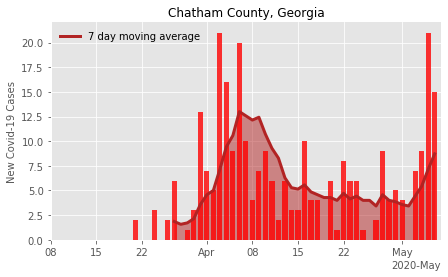 Chatham County, Georgia
7 day moving average
New Covid-19 Cases
20.0
17.5
15.0
12.5
10.0
7.5
5.0
2.5
0.0
08 15 22 Apr 08 15 22 May
2020-May